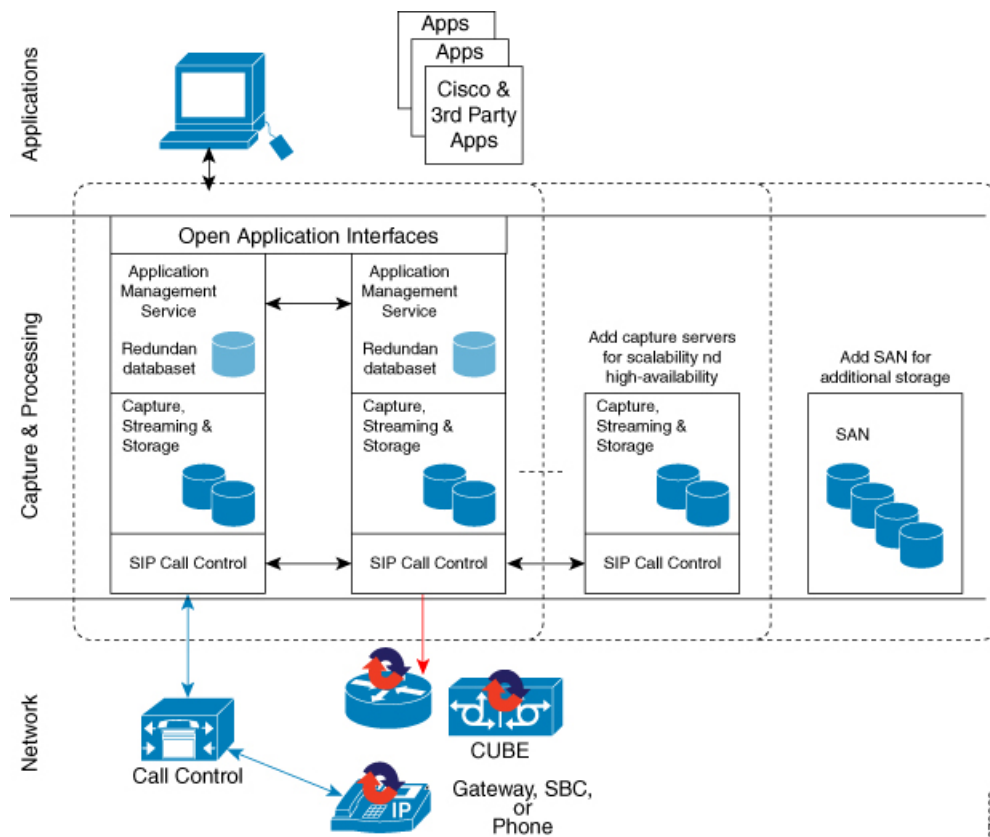 Applications
Apps
Apps
Cisco &
3rd Party
Apps
Capture & Processing
Open Application Interfaces
Application
Management
Service
Redundan
databaset
Capture,
Streaming &
Storage
SIP Call Control
Application
Management
Service
Redundan
databaset
Capture,
Streaming &
Storage
SIP Call Control
Add capture servers
for scalability nd
high-availability
Capture,
Streaming &
Storage
SIP Call Control
Add SAN for
additional storage
SAN
Network
Call Control
IP
CUBE
Gateway, SBC,
or
Phone